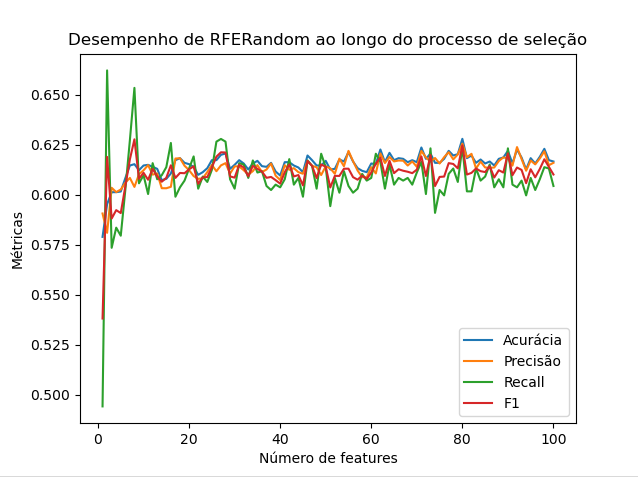 Desempenho de RFERandom ao longo do processo de seleção
0.650
0.625
0.600
0.575
0.550
0.525
0.500
Métricas
Acurácia
Precisão
Recall
F1
0 20 40 60 80 100
Número de features